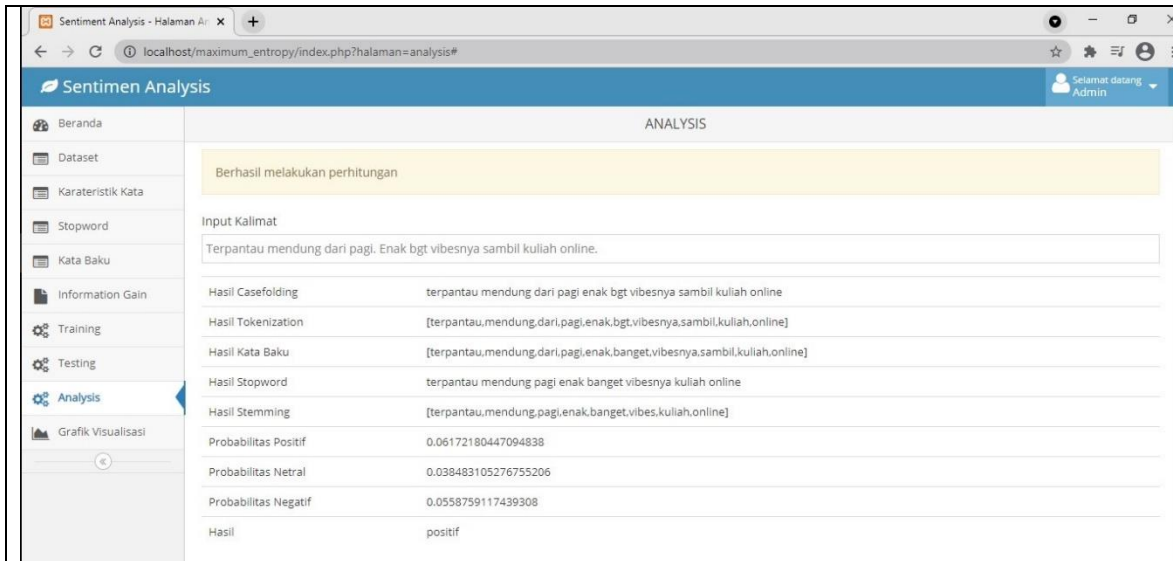 Sentiment Analysis - Halaman An
localhost/maximum_entropy/index.php?halaman=analysis#
Sentimen Analysis
Selamat datang
Admin
Beranda
Dataset
Karateristik Kata
Stopword
Kata Baku
Information Gain
Training
Testing
Analysis
Grafik Visualisasi
ANALYSIS
Berhasil melakukan perhitungan
Input Kalimat
Terpantau mendung dari pagi. Enak bgt vibesnya sambil kuliah online.
Hasil Casefolding terpantau mendung dari pagi enak bgt vibesnya sambil kuliah online
Hasil Tokenization [terpantau,mendung,dari,pagi,enak,bgt,vibesnya,sambil,kuliah,online]
Hasil Kata Baku [terpantau,mendung,dari,pagi,enak,banget,vibesnya,sambil,kuliah,online]
Hasil Stopword terpantau mendung pagi enak banget vibesnya kuliah online
Hasil Stemming [terpantau,mendung,pagi,enak,banget,vibes,kuliah,online]
Probabilitas Positif 0.06172180447094838
Probabilitas Netral 0.038483105276755206
Probabilitas Negatif 0.0558759117439308
Hasil positif